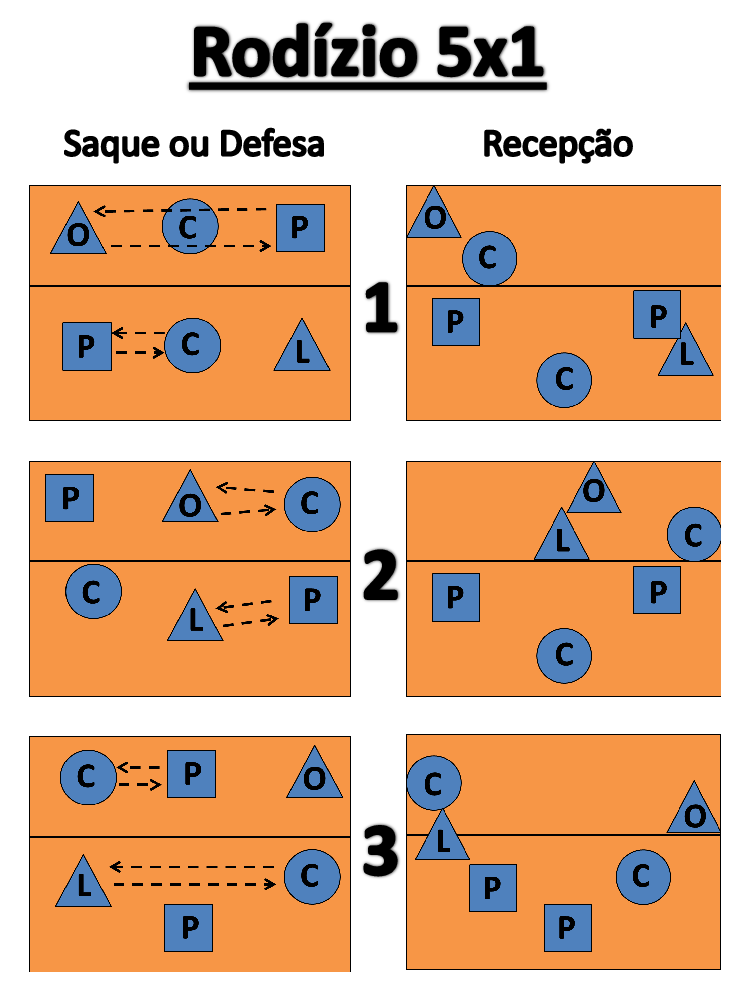 Rodízio 5x1
Saque ou Defesa
Recepção
O C P
P C L
1
O
C
P P
L
C
P O C
C P
L
2
O
L C
P P
C
C P O
L C
P
3
C
O
L
P C
P